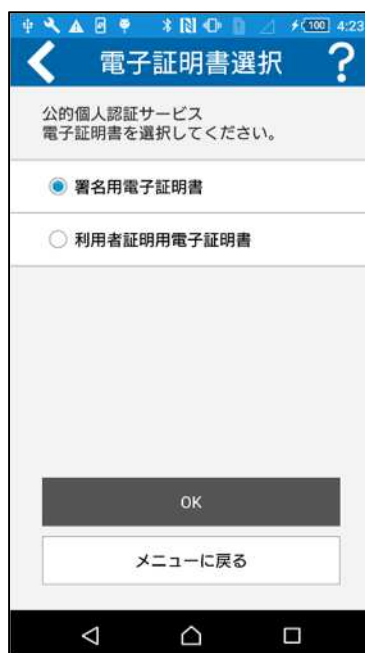 100 4:23
電子証明書選択 ?
公的個人認証サービス
電子証明書を選択してください。
署名用電子証明書
利用者証明用電子証明書
OK
メニューに戻る